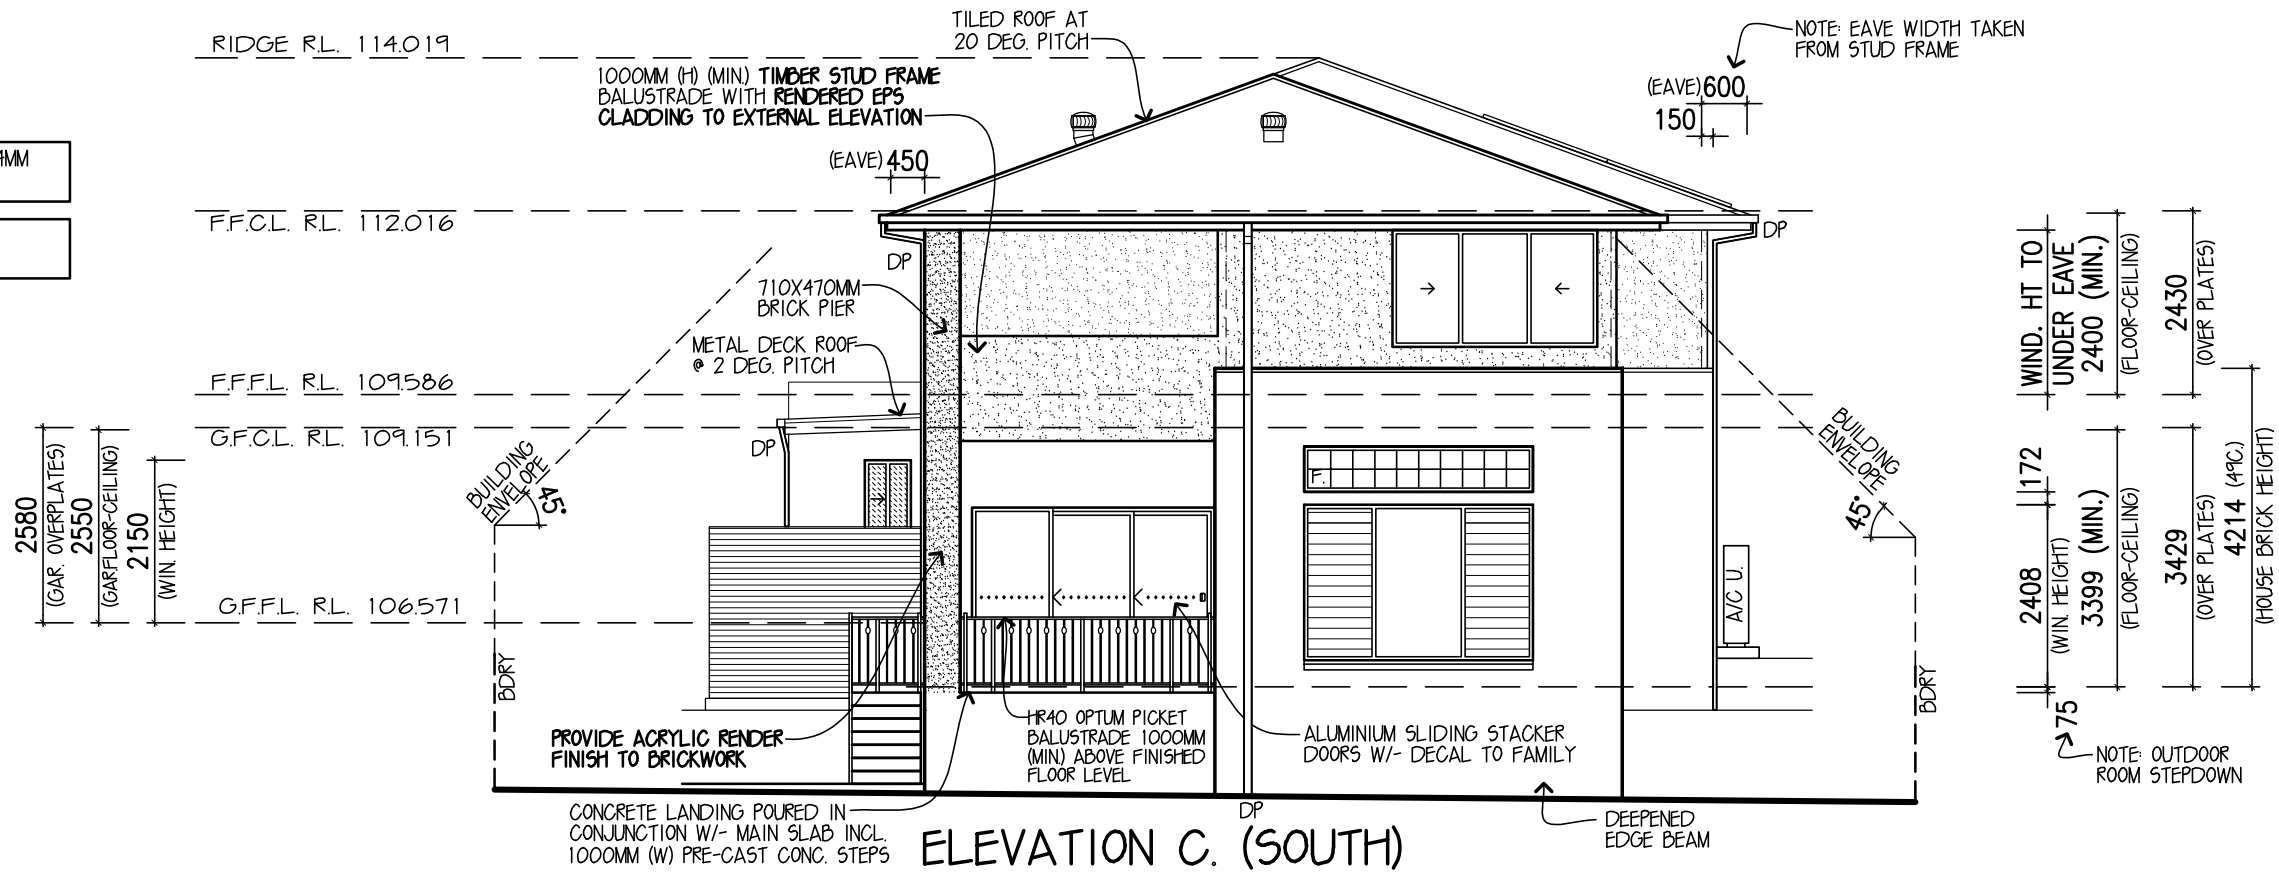 RIDGE R.L. 114.019
TILED ROOF AT
20 DEG. PITCH
NOTE: EAVE WIDTH TAKEN
FROM STUD FRAME
1000MM (H) (MIN.) TIMBER STUD FRAME
BALUSTRADE WITH RENDERED EPS
CLADDING TO EXTERNAL ELEVATION
(EAVE) 600
150
(EAVE) 450
F.F.C.L. R.L. 112.016
DP
DP
710X470MM
BRICK PIER
METAL DECK ROOF
@ 2 DEG. PITCH
F.F.F.L. R.L. 109.586
G.F.C.L. R.L. 109.151
DP
BUILDING
ENVELOPE
45°
BUILDING
ENVELOPE
45°
F.
2580
(GAR. OVERPLATES)
2550
(GAR.FLOOR-CEILING)
2150
(WIN. HEIGHT)
G.F.F.L. R.L. 106.571
A/C U.
BDRY
BDRY
WIND. HT TO
UNDER EAVE
2400 (MIN.)
(FLOOR-CEILING)
2430
(OVER PLATES)
172
2408
(WIN. HEIGHT)
3399 (MIN.)
(FLOOR-CEILING)
3429
(OVER PLATES)
4214 (49C.)
(HOUSE BRICK HEIGHT)
75
NOTE: OUTDOOR
ROOM STEPDOWN
PROVIDE ACRYLIC RENDER
FINISH TO BRICKWORK
HR40 OPTUM PICKET
BALUSTRADE 1000MM
(MIN.) ABOVE FINISHED
FLOOR LEVEL
ALUMINIUM SLIDING STACKER
DOORS W/- DECAL TO FAMILY
CONCRETE LANDING POURED IN
CONJUNCTION W/- MAIN SLAB INCL.
1000MM (W) PRE-CAST CONC. STEPS
DP
DEEPENED
EDGE BEAM
ELEVATION C. (SOUTH)